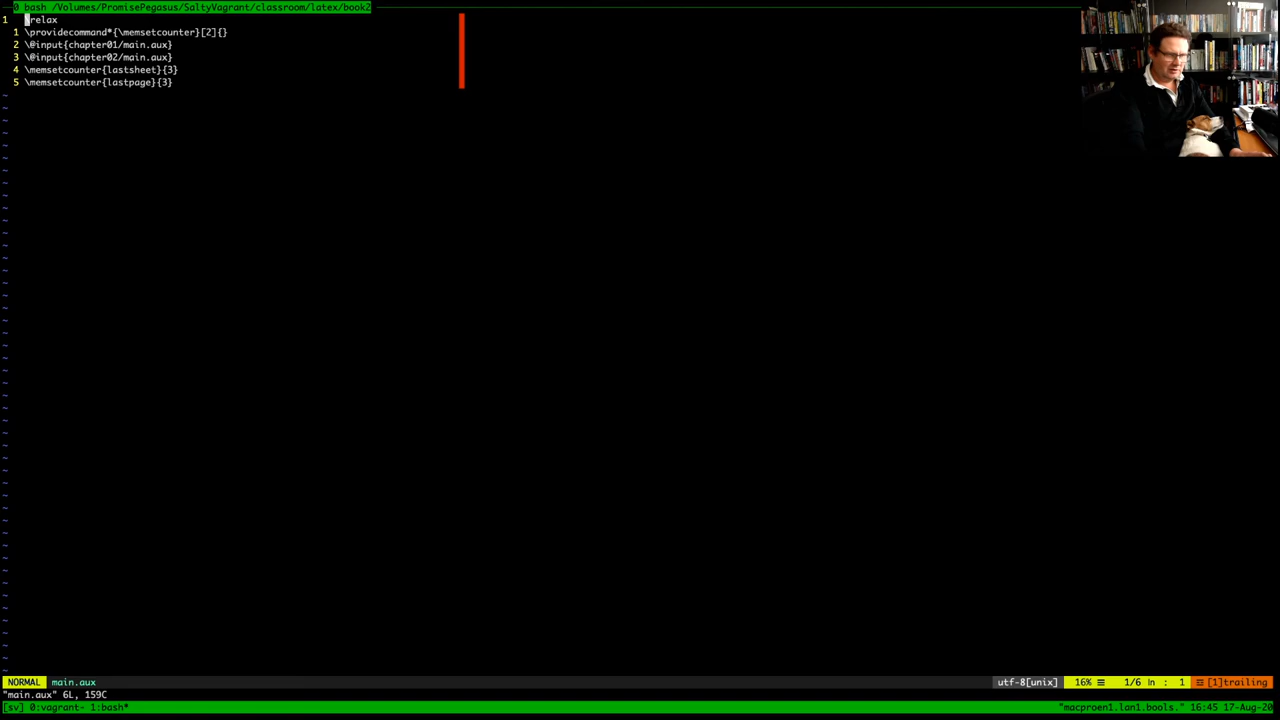 0 bash /Volumes/PromisePegasus/SaltyVagrant/classroom/latex/book2
1 \relax
1 \providecommand*{\memsetcounter}[2]{}
2 \@input{chapter01/main.aux}
3 \@input{chapter02/main.aux}
4 \memsetcounter{lastsheet}{3}
5 \memsetcounter{lastpage}{3}
NORMAL main.aux utf-8[unix] 16% ☰ 1/6 ln : 1 ☲ [1]trailing
"main.aux" 6L, 159C
[sv] 0:vagrant- 1:bash* "macproen1.lan1.bools." 16:45 17-Aug-20